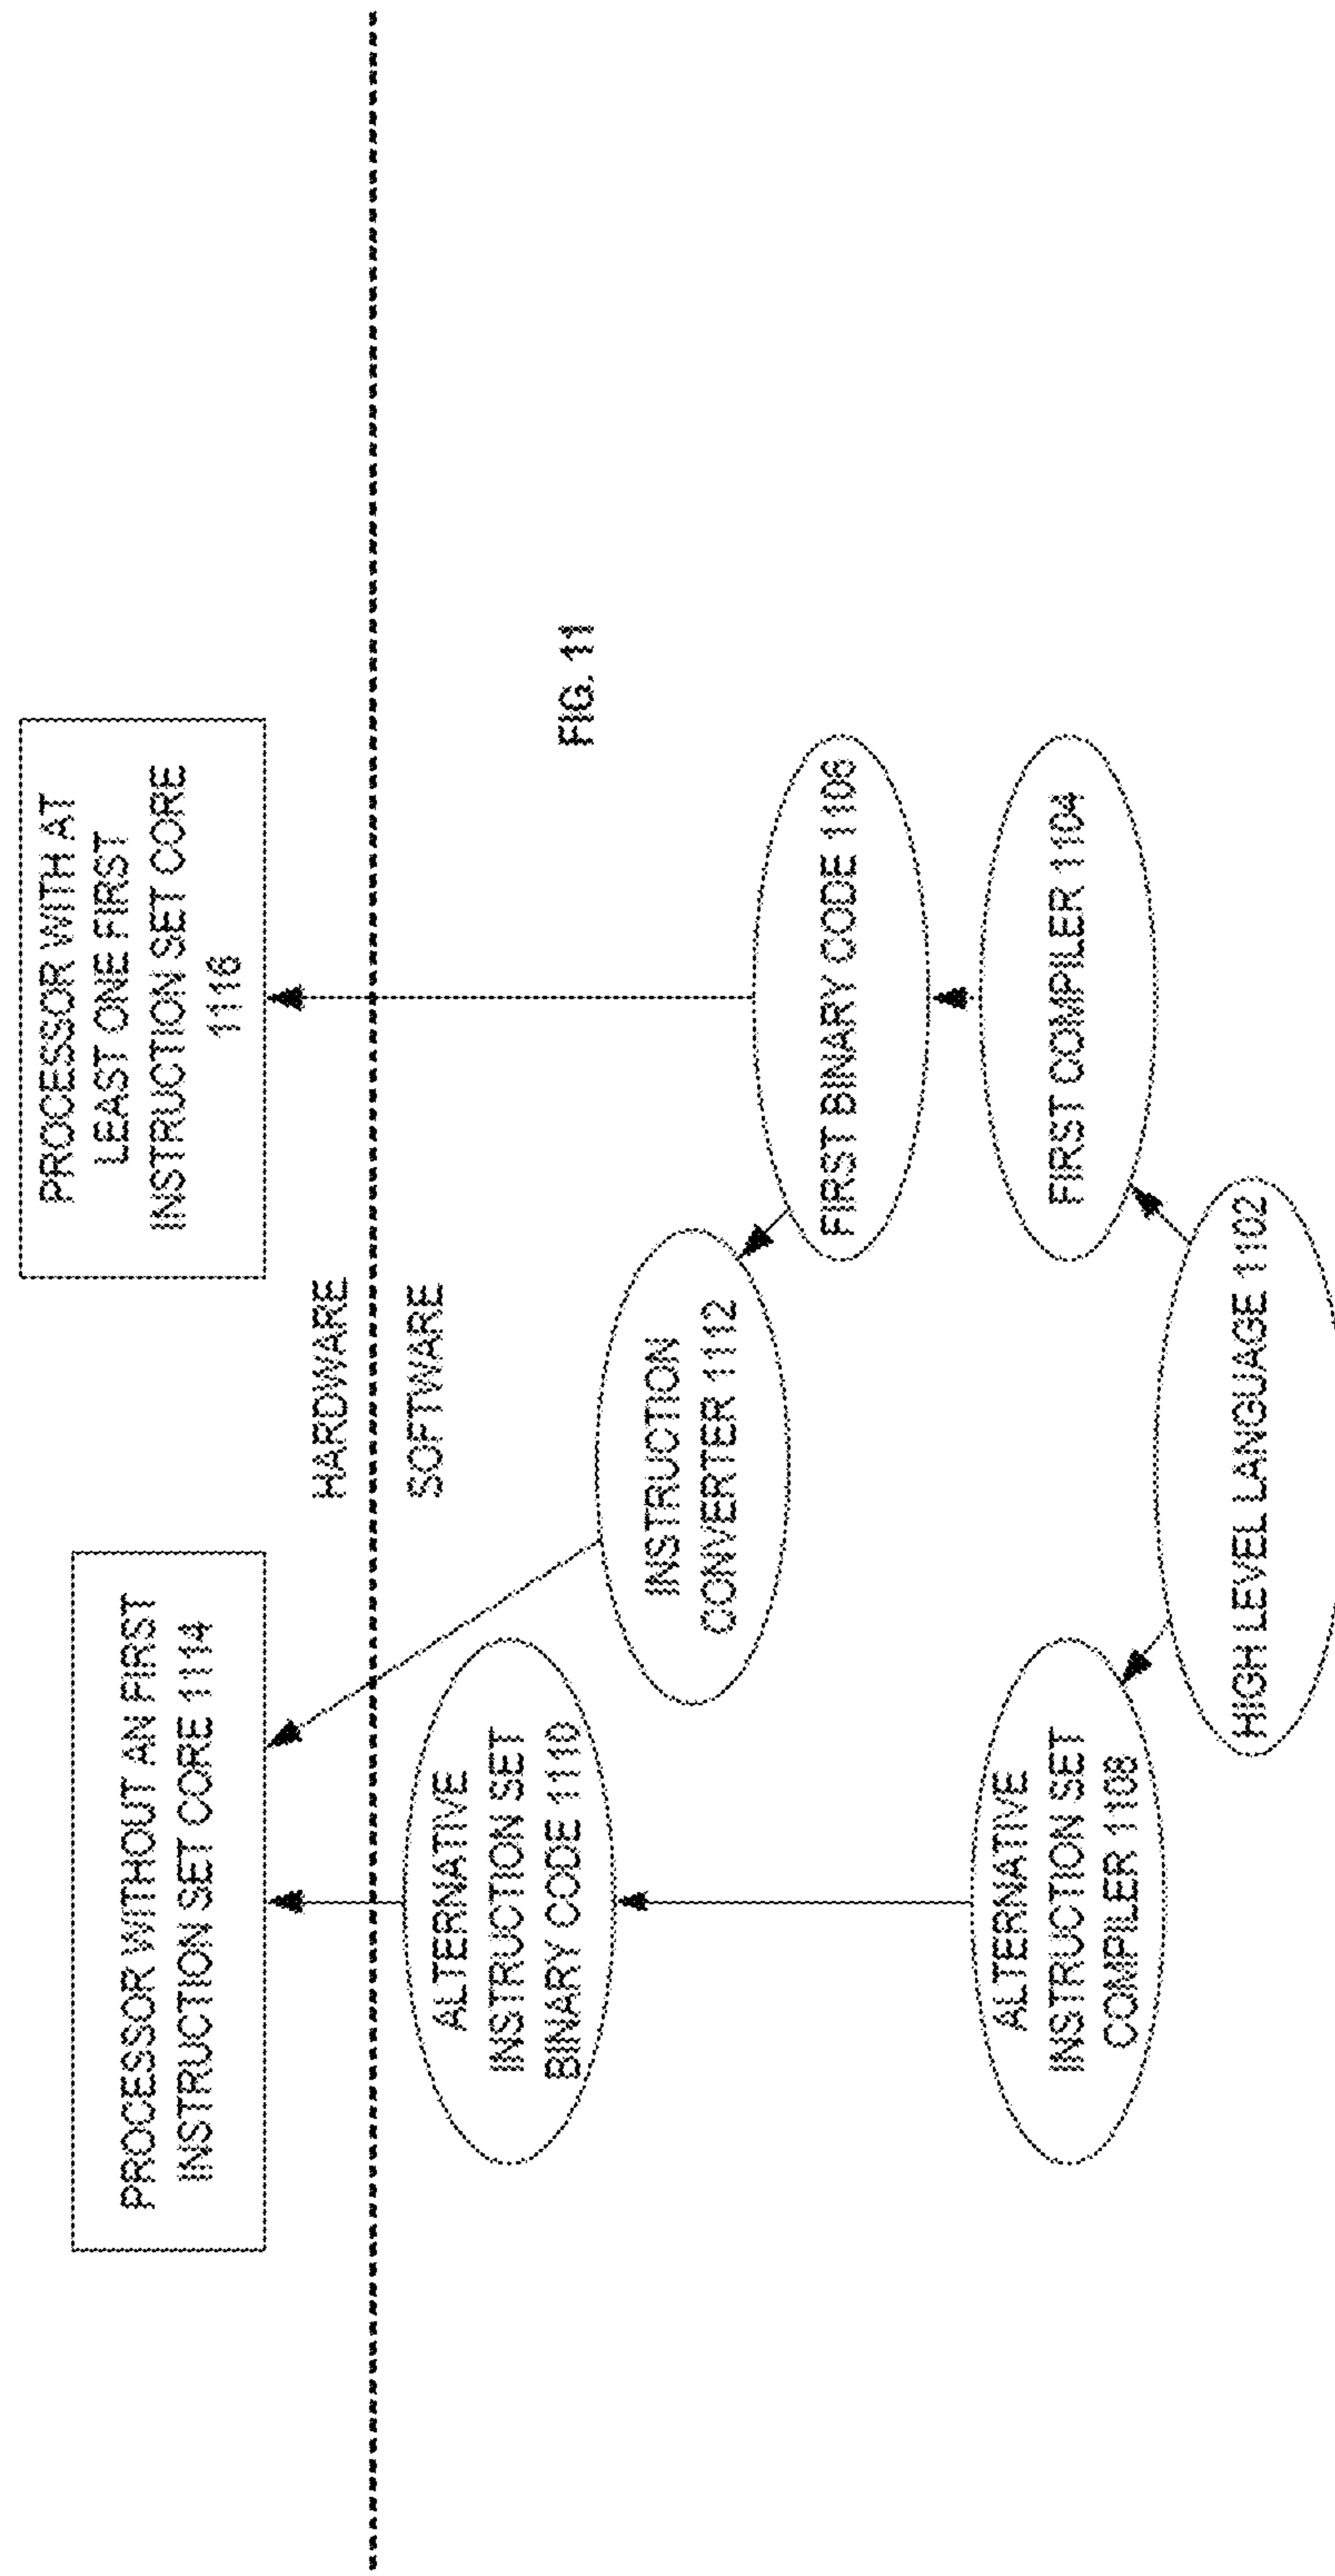 PROCESSOR WITHOUT AN FIRST
INSTRUCTION SET CORE 1114
PROCESSOR WITH AT
LEAST ONE FIRST
INSTRUCTION SET CORE
1116
HARDWARE
SOFTWARE
ALTERNATIVE
INSTRUCTION SET
BINARY CODE 1110
INSTRUCTION
CONVERTER 1112
FIG. 11
FIRST BINARY CODE 1106
ALTERNATIVE
INSTRUCTION SET
COMPILER 1108
FIRST COMPILER 1104
HIGH LEVEL LANGUAGE 1102